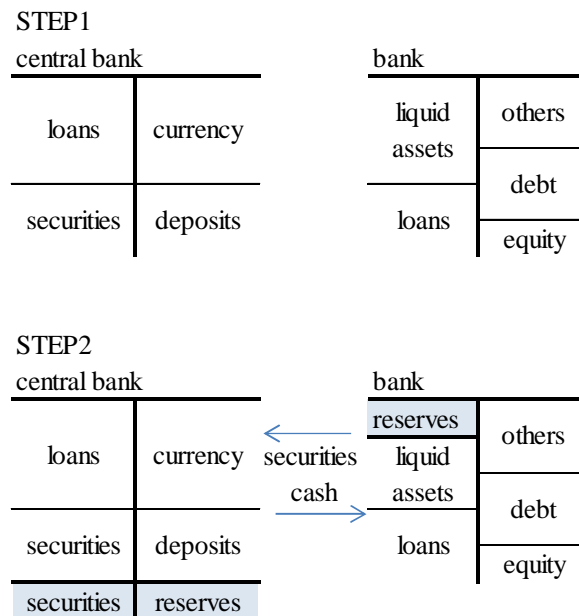 STEP1
central bank
loans
currency
securities
deposits
bank
liquid
assets
others
loans
debt
equity
STEP2
central bank
loans
currency
securities
deposits
securities
reserves
securities
cash
bank
reserves
liquid
assets
others
loans
debt
equity